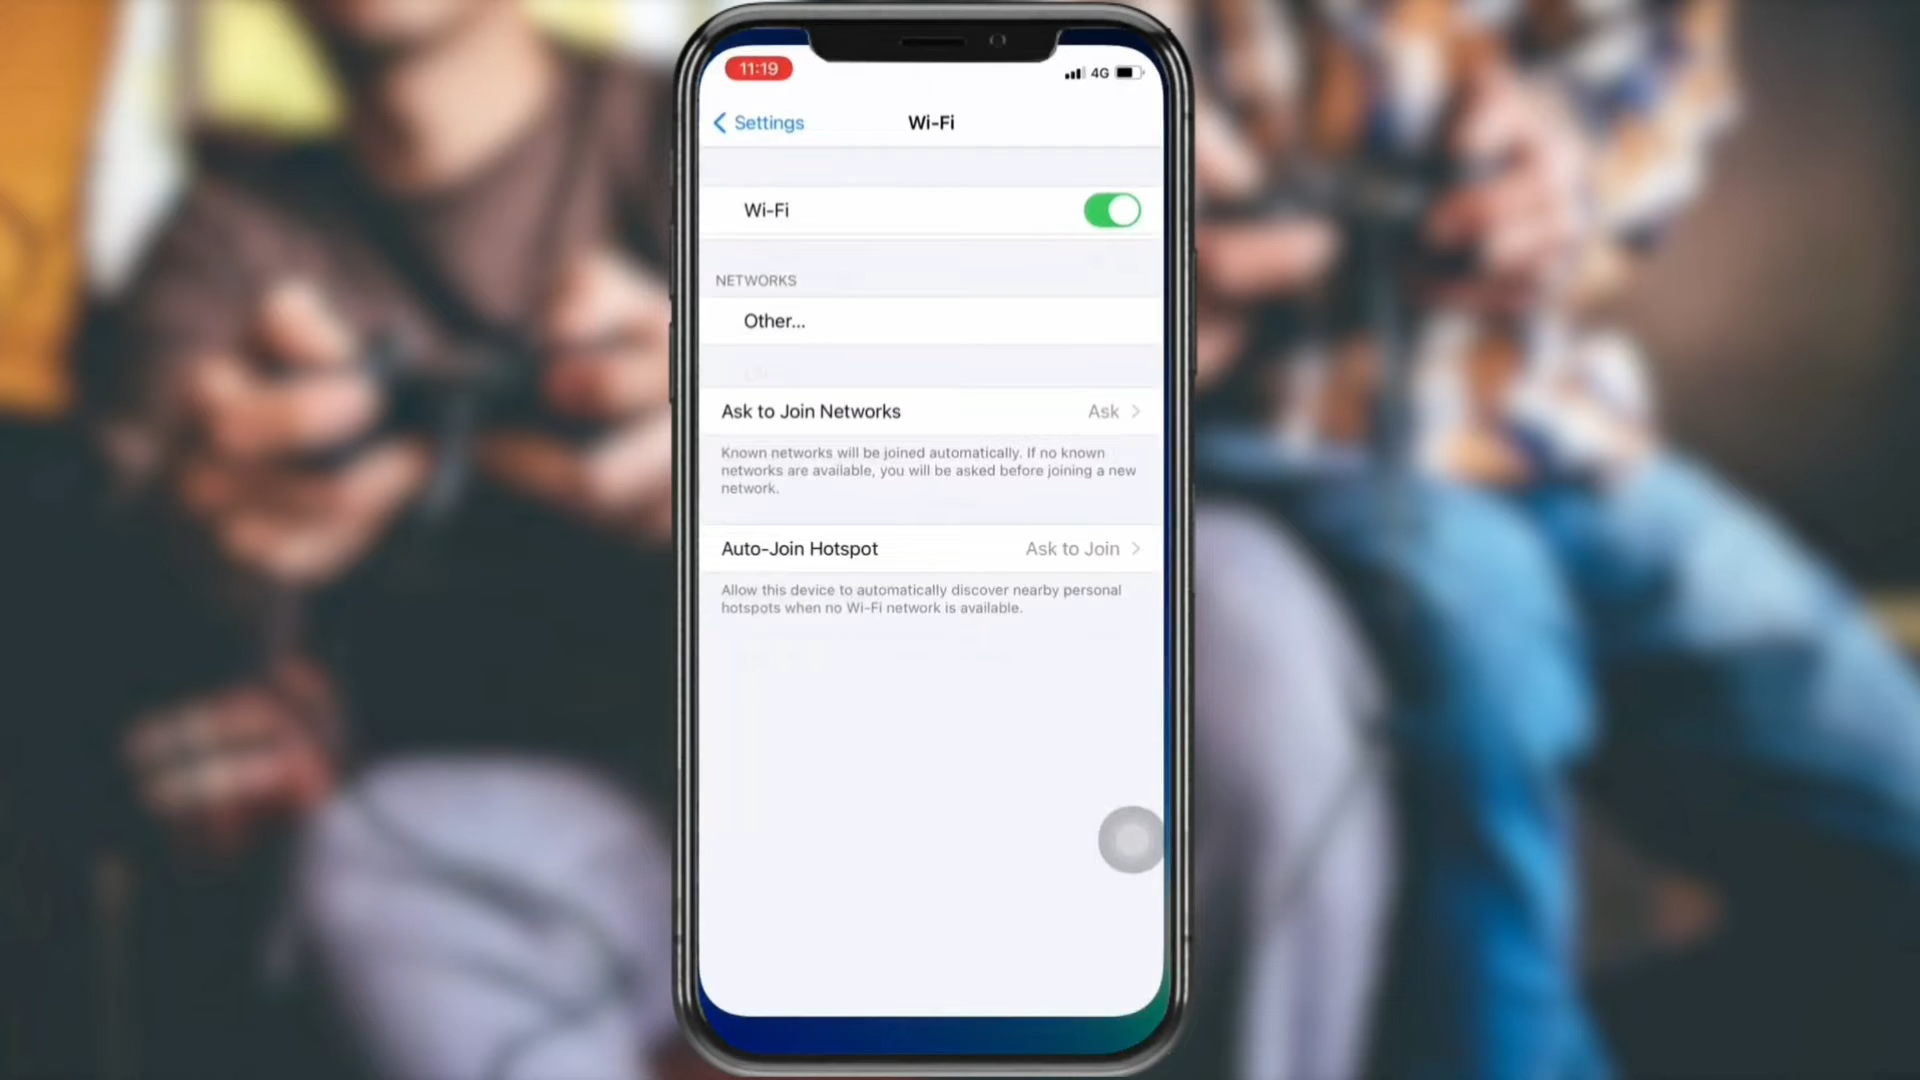 11:19
4G
Settings
Wi-Fi
Wi-Fi
NETWORKS
Other...
Ask to Join Networks
Ask
Known networks will be joined automatically. If no known
networks are available, you will be asked before joining a new
network.
Auto-Join Hotspot
Ask to Join
Allow this device to automatically discover nearby personal
hotspots when no Wi-Fi network is available.